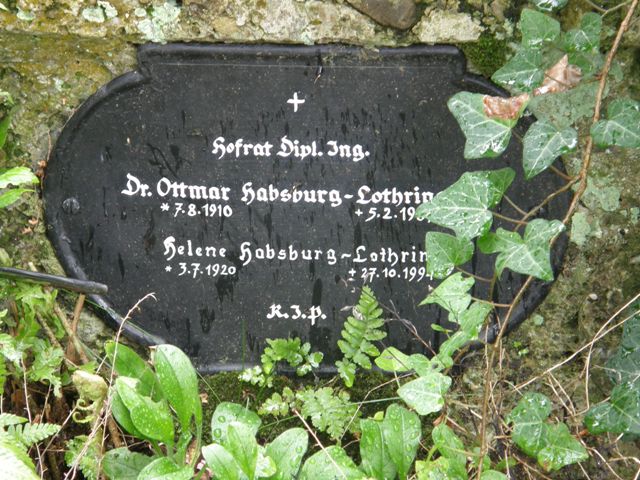 Hofrat Dipl. Ing.
Dr. Ottmar Habsburg-Lothrin
* 7.8.1910 + 5.2.19
Helene Habsburg-Lothrin
* 3.7.1920 + 27.10.199
R.I.P.